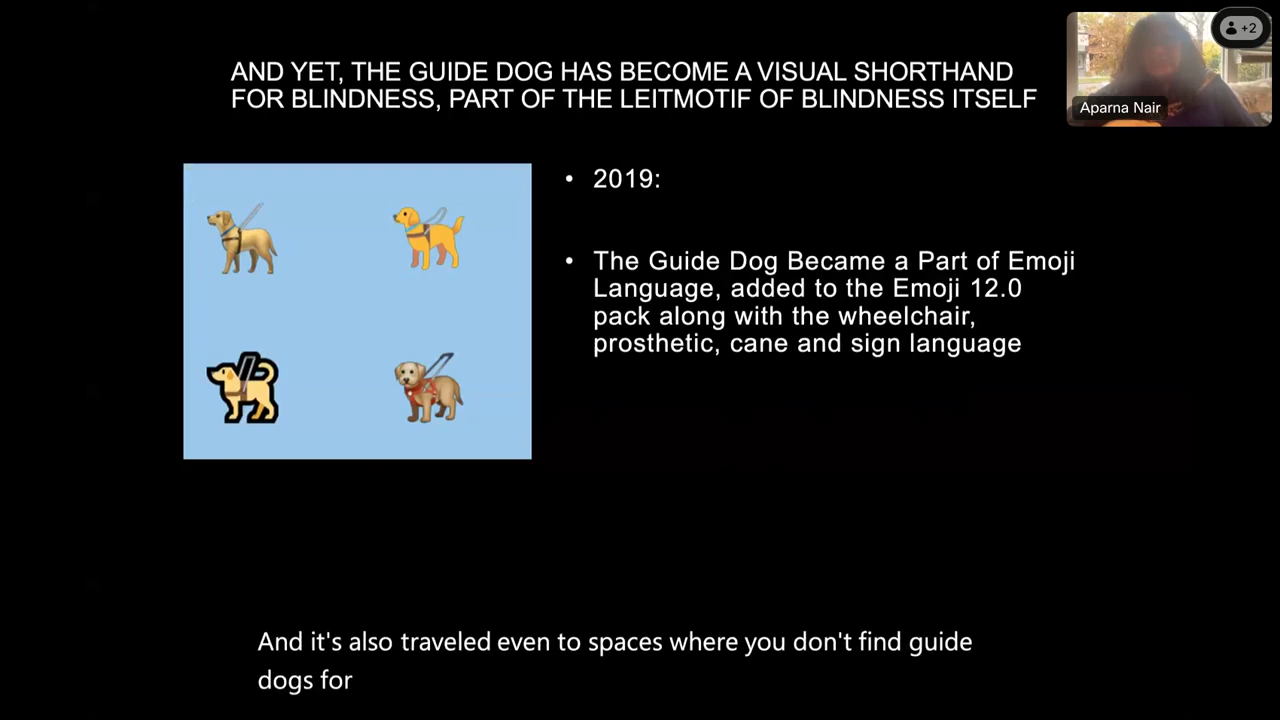 AND YET, THE GUIDE DOG HAS BECOME A VISUAL SHORTHAND
FOR BLINDNESS, PART OF THE LEITMOTIF OF BLINDNESS ITSELF
+2
Aparna Nair
• 2019:
• The Guide Dog Became a Part of Emoji
Language, added to the Emoji 12.0
pack along with the wheelchair,
prosthetic, cane and sign language
And it's also traveled even to spaces where you don't find guide
dogs for